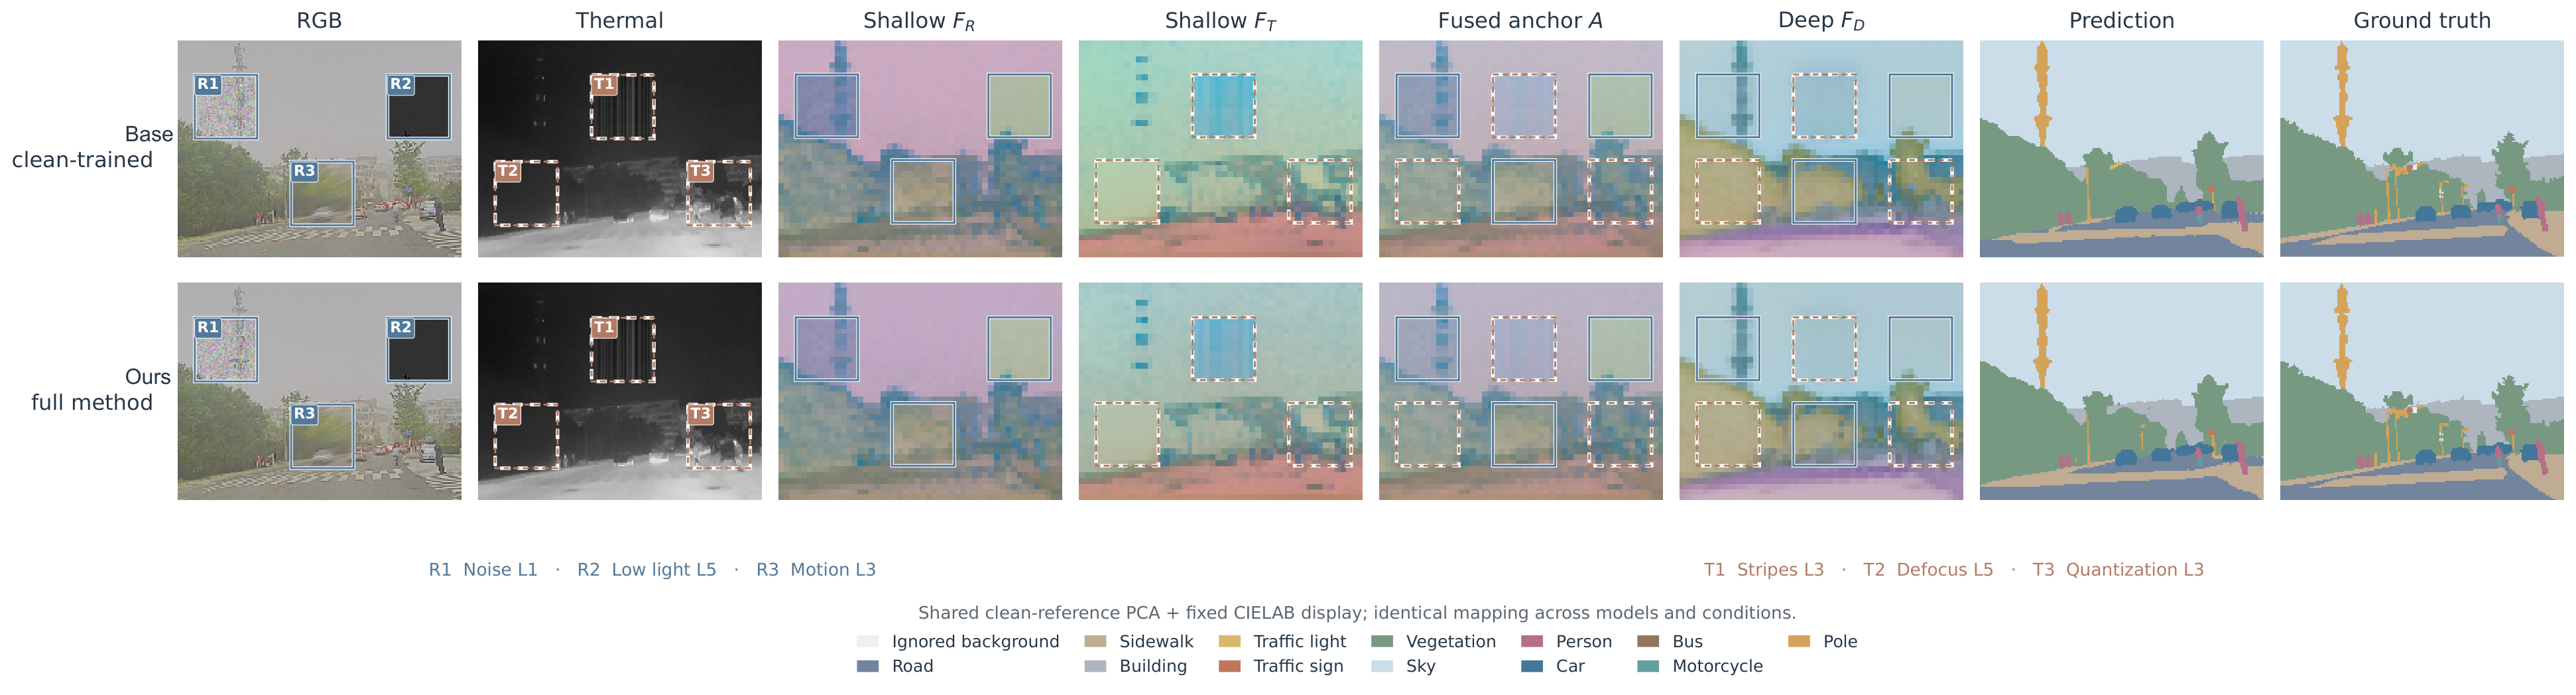 RGB Thermal Shallow F_R Shallow F_T Fused anchor A Deep F_D Prediction Ground truth
Base
clean-trained
R1 R2 T1
R3 T2 T3
Ours
full method
R1 R2 T1
R3 T2 T3
R1 Noise L1 · R2 Low light L5 · R3 Motion L3 T1 Stripes L3 · T2 Defocus L5 · T3 Quantization L3
Shared clean-reference PCA + fixed CIELAB display; identical mapping across models and conditions.
Ignored background Sidewalk Traffic light Vegetation Person Bus Pole
Road Building Traffic sign Sky Car Motorcycle